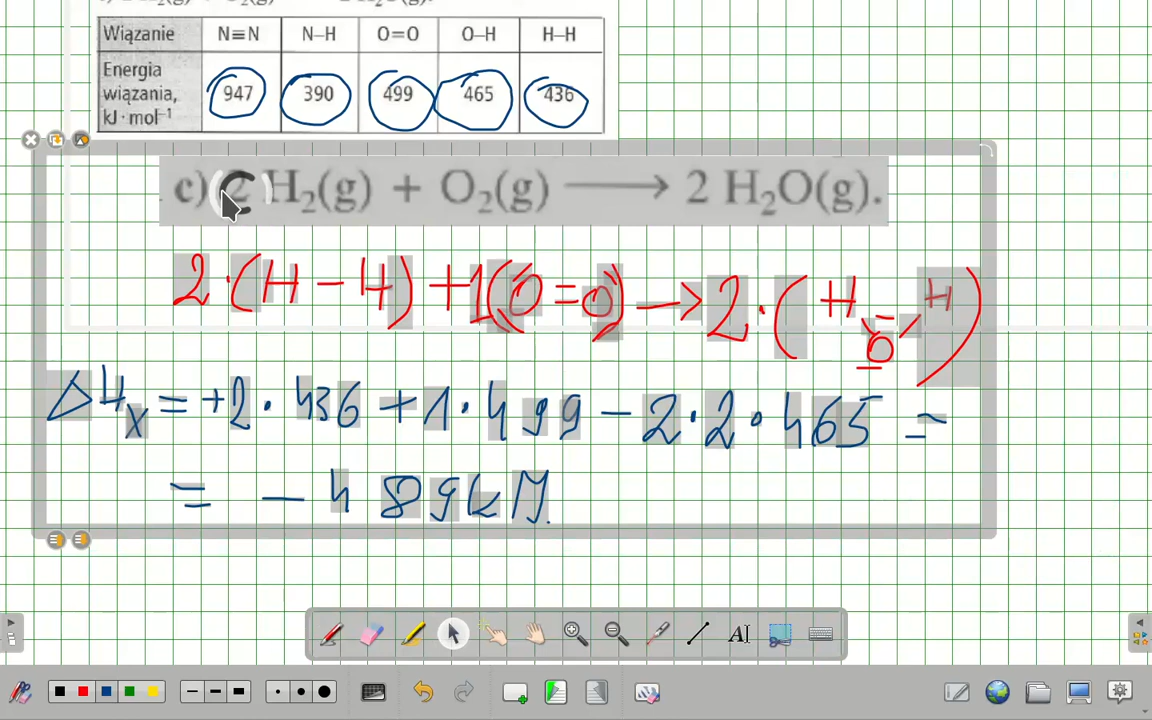 Wiązanie N≡N N–H O=O O–H H–H
Energia wiązania, kJ · mol⁻¹ 947 390 499 465 436
c) 2 H₂(g) + O₂(g) ⟶ 2 H₂O(g).
2·(H – H) + 1(O = O) → 2·(H O H)
ΔHx = +2 · 436 + 1 · 499 – 2 · 2 · 465 =
= – 489 kJ.
AI